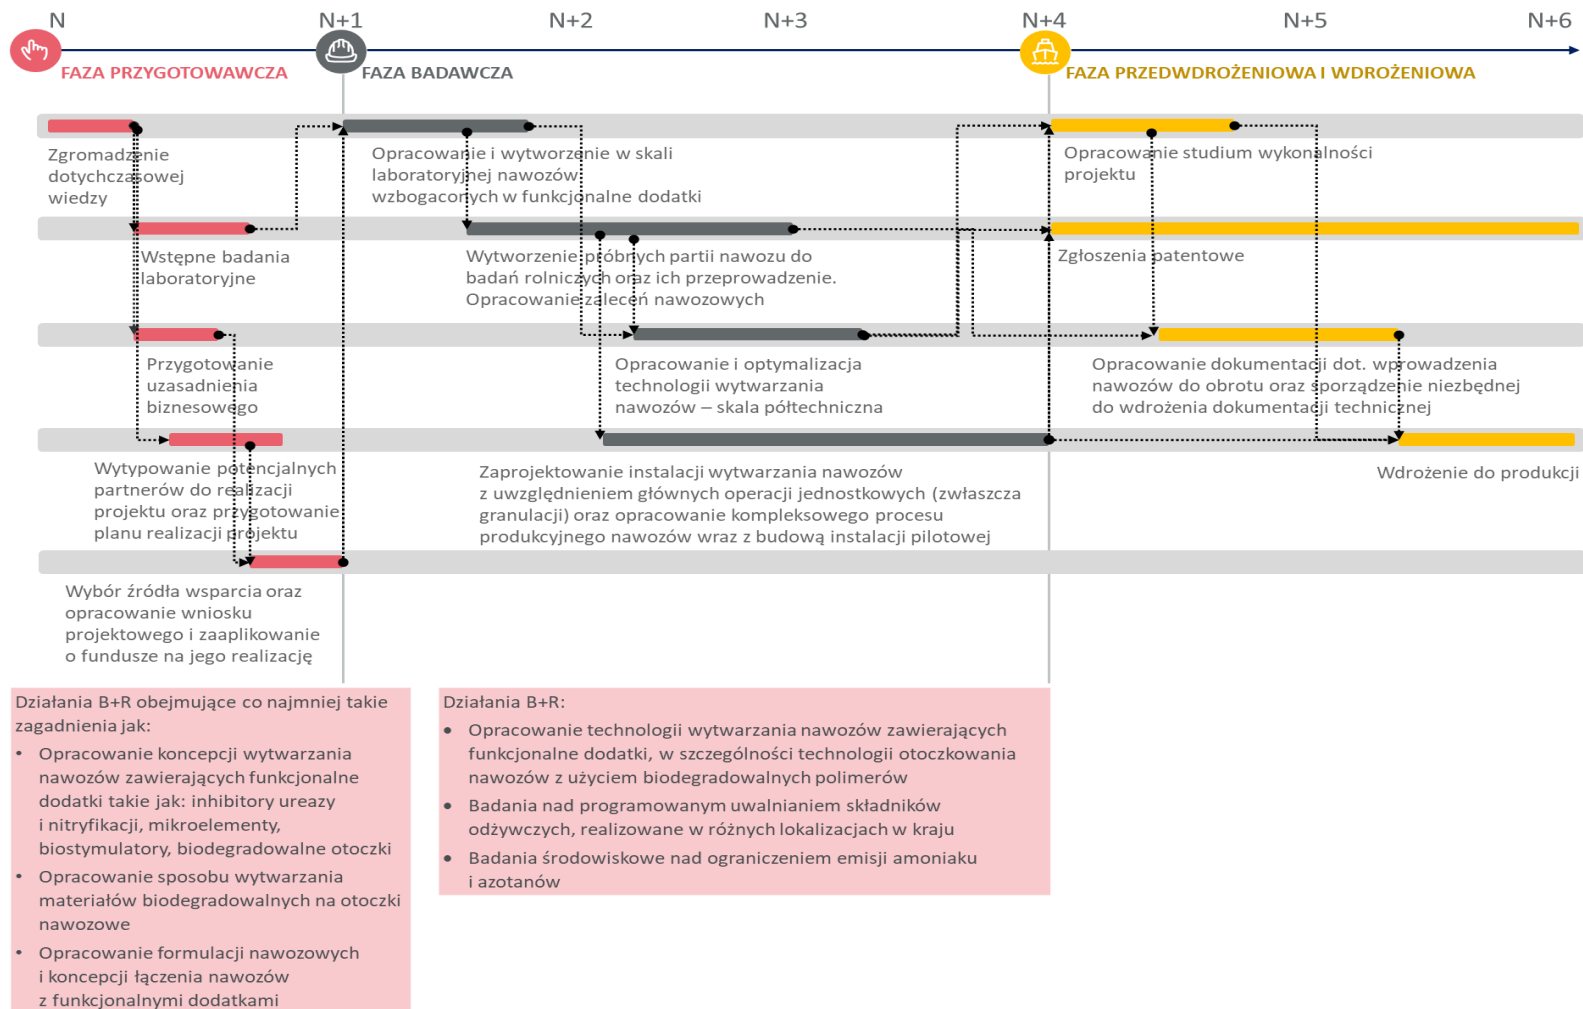 N
N+1
N+2
N+3
N+4
N+5
N+6
FAZA PRZYGOTOWAWCZA
FAZA BADAWCZA
FAZA PRZEDWDROŻENIOWA I WDROŻENIOWA
Zgromadzenie
dotychczasowej
wiedzy
Opracowanie i wytworzenie w skali
laboratoryjnej nawozów
wzbogaconych w funkcjonalne dodatki
Opracowanie studium wykonalności
projektu
Wstępne badania
laboratoryjne
Wytworzenie próbnych partii nawozu do
badań rolniczych oraz ich przeprowadzenie.
Opracowanie zaleceń nawozowych
Zgłoszenia patentowe
Przygotowanie
uzasadnienia
biznesowego
Opracowanie i optymalizacja
technologii wytwarzania
nawozów – skala półtechniczna
Opracowanie dokumentacji dot. wprowadzenia
nawozów do obrotu oraz sporządzenie niezbędnej
do wdrożenia dokumentacji technicznej
Wytypowanie potencjalnych
partnerów do realizacji
projektu oraz przygotowanie
planu realizacji projektu
Zaprojektowanie instalacji wytwarzania nawozów
z uwzględnieniem głównych operacji jednostkowych (zwłaszcza
granulacji) oraz opracowanie kompleksowego procesu
produkcyjnego nawozów wraz z budową instalacji pilotowej
Wdrożenie do produkcji
Wybór źródła wsparcia oraz
opracowanie wniosku
projektowego i zaaplikowanie
o fundusze na jego realizację
Działania B+R obejmujące co najmniej takie
zagadnienia jak:
• Opracowanie koncepcji wytwarzania
nawozów zawierających funkcjonalne
dodatki takie jak: inhibitory ureazy
i nitryfikacji, mikroelementy,
biostymulatory, biodegradowalne otoczki
• Opracowanie sposobu wytwarzania
materiałów biodegradowalnych na otoczki
nawozowe
• Opracowanie formulacji nawozowych
i koncepcji łączenia nawozów
z funkcjonalnymi dodatkami
Działania B+R:
• Opracowanie technologii wytwarzania nawozów zawierających
funkcjonalne dodatki, w szczególności technologii otoczkowania
nawozów z użyciem biodegradowalnych polimerów
• Badania nad programowanym uwalnianiem składników
odżywczych, realizowane w różnych lokalizacjach w kraju
• Badania środowiskowe nad ograniczeniem emisji amoniaku
i azotanów